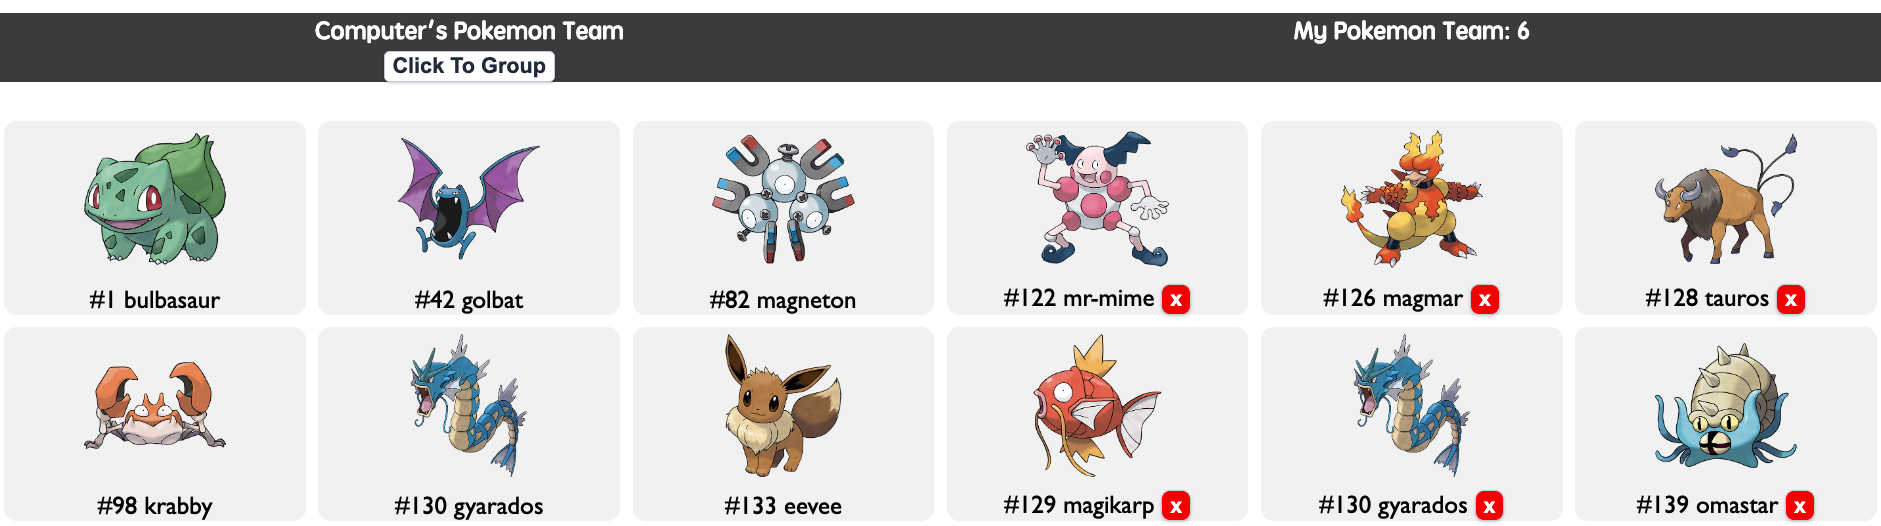 Computer's Pokemon Team
My Pokemon Team: 6
Click To Group
#1 bulbasaur
#42 golbat
#82 magneton
#122 mr-mime x
#126 magmar x
#128 tauros x
#98 krabby
#130 gyarados
#133 eevee
#129 magikarp x
#130 gyarados x
#139 omastar x